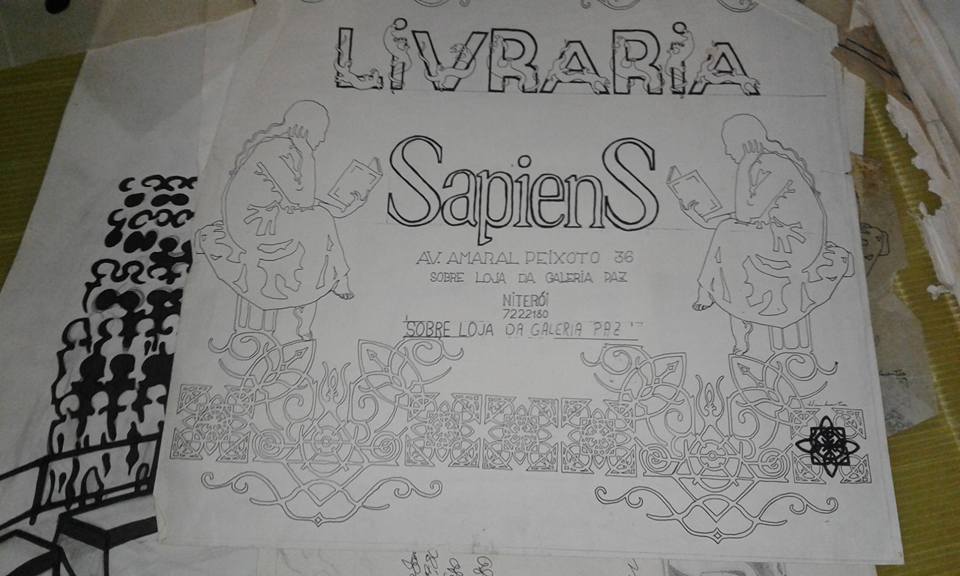 LiVRARiA
SapienS
AV. AMARAL PEIXOTO 36
SOBRE LOJA DA GALERIA PAZ
NiTERÓi
7222180
SOBRE LOJA DA GALERIA PAZ